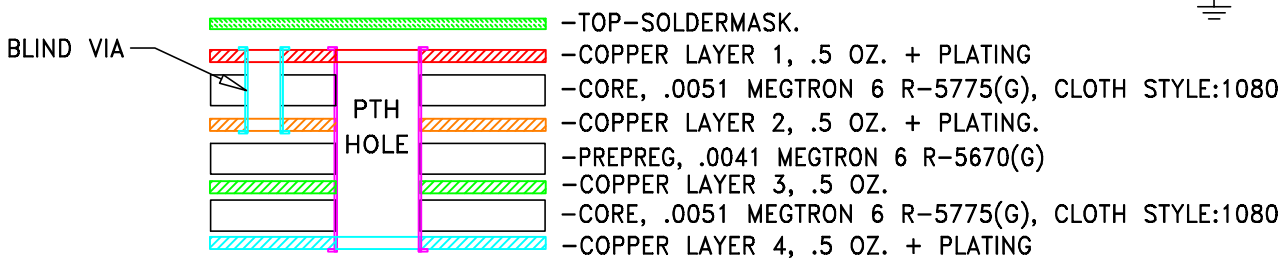 -TOP-SOLDERMASK.
BLIND VIA
-COPPER LAYER 1, .5 OZ. + PLATING
-CORE, .0051 MEGTRON 6 R-5775(G), CLOTH STYLE:1080
PTH
HOLE
-COPPER LAYER 2, .5 OZ. + PLATING.
-PREPREG, .0041 MEGTRON 6 R-5670(G)
-COPPER LAYER 3, .5 OZ.
-CORE, .0051 MEGTRON 6 R-5775(G), CLOTH STYLE:1080
-COPPER LAYER 4, .5 OZ. + PLATING